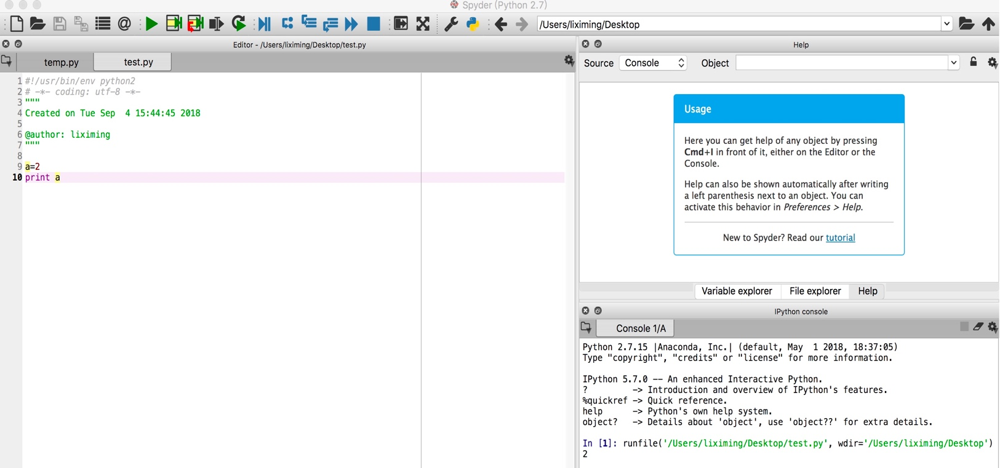 Spyder (Python 2.7)
/Users/liximing/Desktop
Editor - /Users/liximing/Desktop/test.py
temp.py
test.py
1 #!/usr/bin/env python2
2 # -*- coding: utf-8 -*-
3 """
4 Created on Tue Sep  4 15:44:45 2018
5
6 @author: liximing
7 """
8
9 a=2
10 print a
Help
Source Console Object
Usage
Here you can get help of any object by pressing
Cmd+I in front of it, either on the Editor or the
Console.
Help can also be shown automatically after writing
a left parenthesis next to an object. You can
activate this behavior in Preferences > Help.
New to Spyder? Read our tutorial
Variable explorer File explorer Help
IPython console
Console 1/A
Python 2.7.15 |Anaconda, Inc.| (default, May  1 2018, 18:37:05)
Type "copyright", "credits" or "license" for more information.
IPython 5.7.0 -- An enhanced Interactive Python.
?         -> Introduction and overview of IPython's features.
%quickref -> Quick reference.
help      -> Python's own help system.
object?   -> Details about 'object', use 'object??' for extra details.
In [1]: runfile('/Users/liximing/Desktop/test.py', wdir='/Users/liximing/Desktop')
2